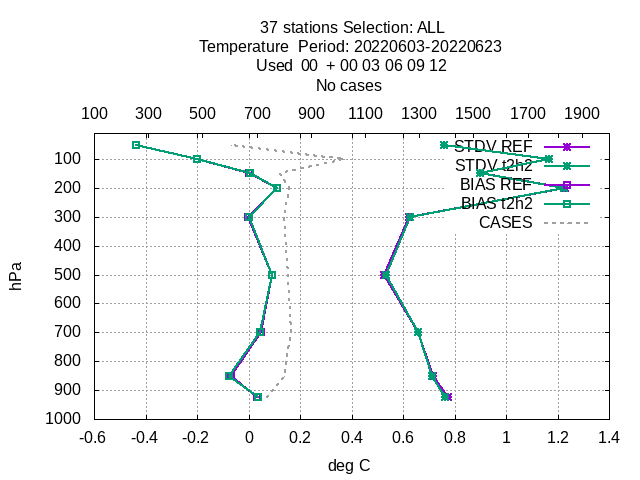 37 stations Selection: ALL
Temperature Period: 20220603-20220623
Used 00 + 00 03 06 09 12
No cases
100 300 500 700 900 1100 1300 1500 1700 1900
STDV REF
STDV t2h2
BIAS REF
BIAS t2h2
CASES
100
200
300
400
500
600
700
800
900
1000
hPa
-0.6 -0.4 -0.2 0 0.2 0.4 0.6 0.8 1 1.2 1.4
deg C